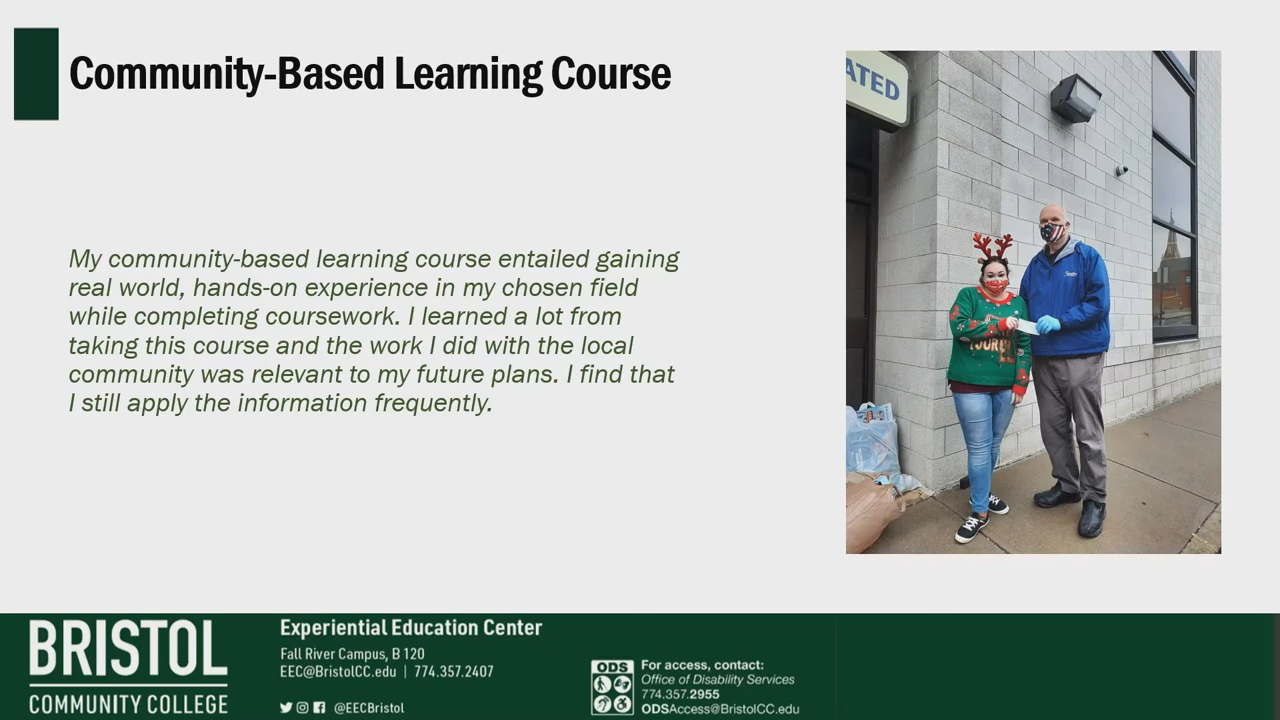 Community-Based Learning Course
ATED
My community-based learning course entailed gaining
real world, hands-on experience in my chosen field
while completing coursework. I learned a lot from
taking this course and the work I did with the local
community was relevant to my future plans. I find that
I still apply the information frequently.
BRISTOL
COMMUNITY COLLEGE
Experiential Education Center
Fall River Campus, B 120
EEC@BristolCC.edu | 774.357.2407
@EECBristol
ODS
For access, contact:
Office of Disability Services
774.357.2955
ODSAccess@BristolCC.edu